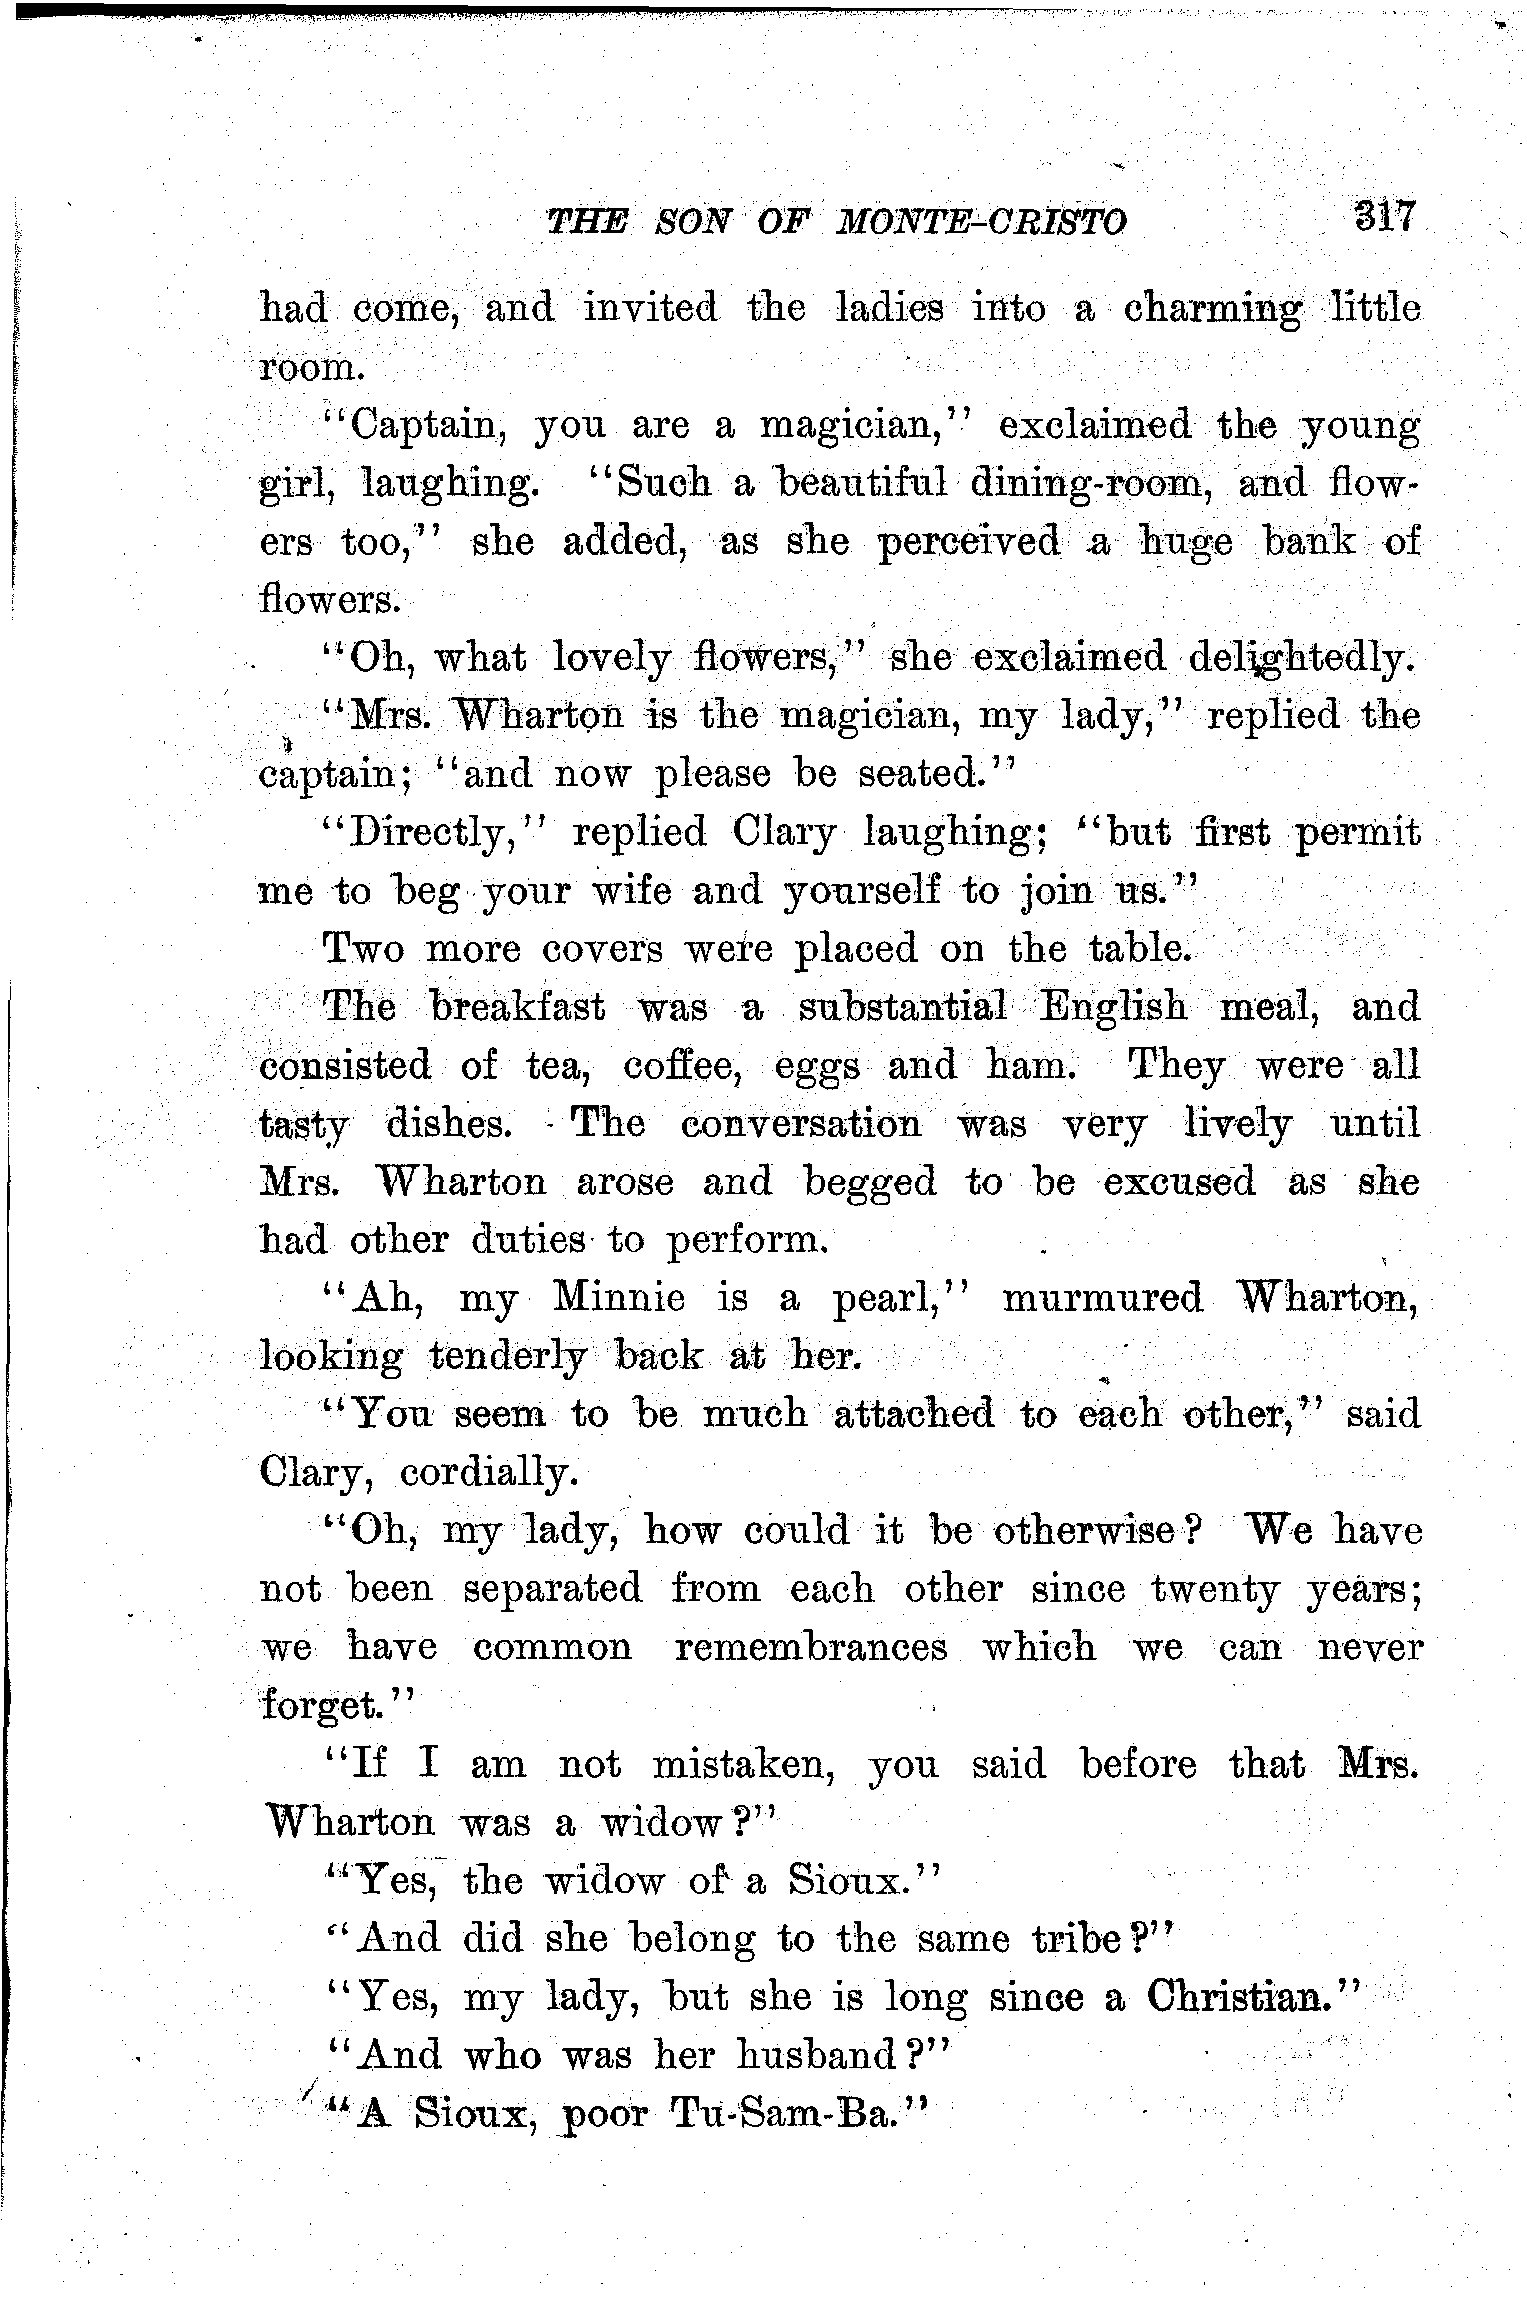 THE SON OF MONTE-CRISTO 317
had come, and invited the ladies into a charming little
room.
"Captain, you are a magician," exclaimed the young
girl, laughing. "Such a beautiful dining-room, and flow-
ers too," she added, as she perceived a huge bank of
flowers.
"Oh, what lovely flowers," she exclaimed delightedly.
"Mrs. Wharton is the magician, my lady," replied the
captain; "and now please be seated."
"Directly," replied Clary laughing; "but first permit
me to beg your wife and yourself to join us."
Two more covers were placed on the table.
The breakfast was a substantial English meal, and
consisted of tea, coffee, eggs and ham. They were all
tasty dishes. The conversation was very lively until
Mrs. Wharton arose and begged to be excused as she
had other duties to perform.
"Ah, my Minnie is a pearl," murmured Wharton,
looking tenderly back at her.
"You seem to be much attached to each other," said
Clary, cordially.
"Oh, my lady, how could it be otherwise? We have
not been separated from each other since twenty years;
we have common remembrances which we can never
forget."
"If I am not mistaken, you said before that Mrs.
Wharton was a widow?"
"Yes, the widow of a Sioux."
"And did she belong to the same tribe?"
"Yes, my lady, but she is long since a Christian."
"And who was her husband?"
"A Sioux, poor Tu-Sam-Ba."